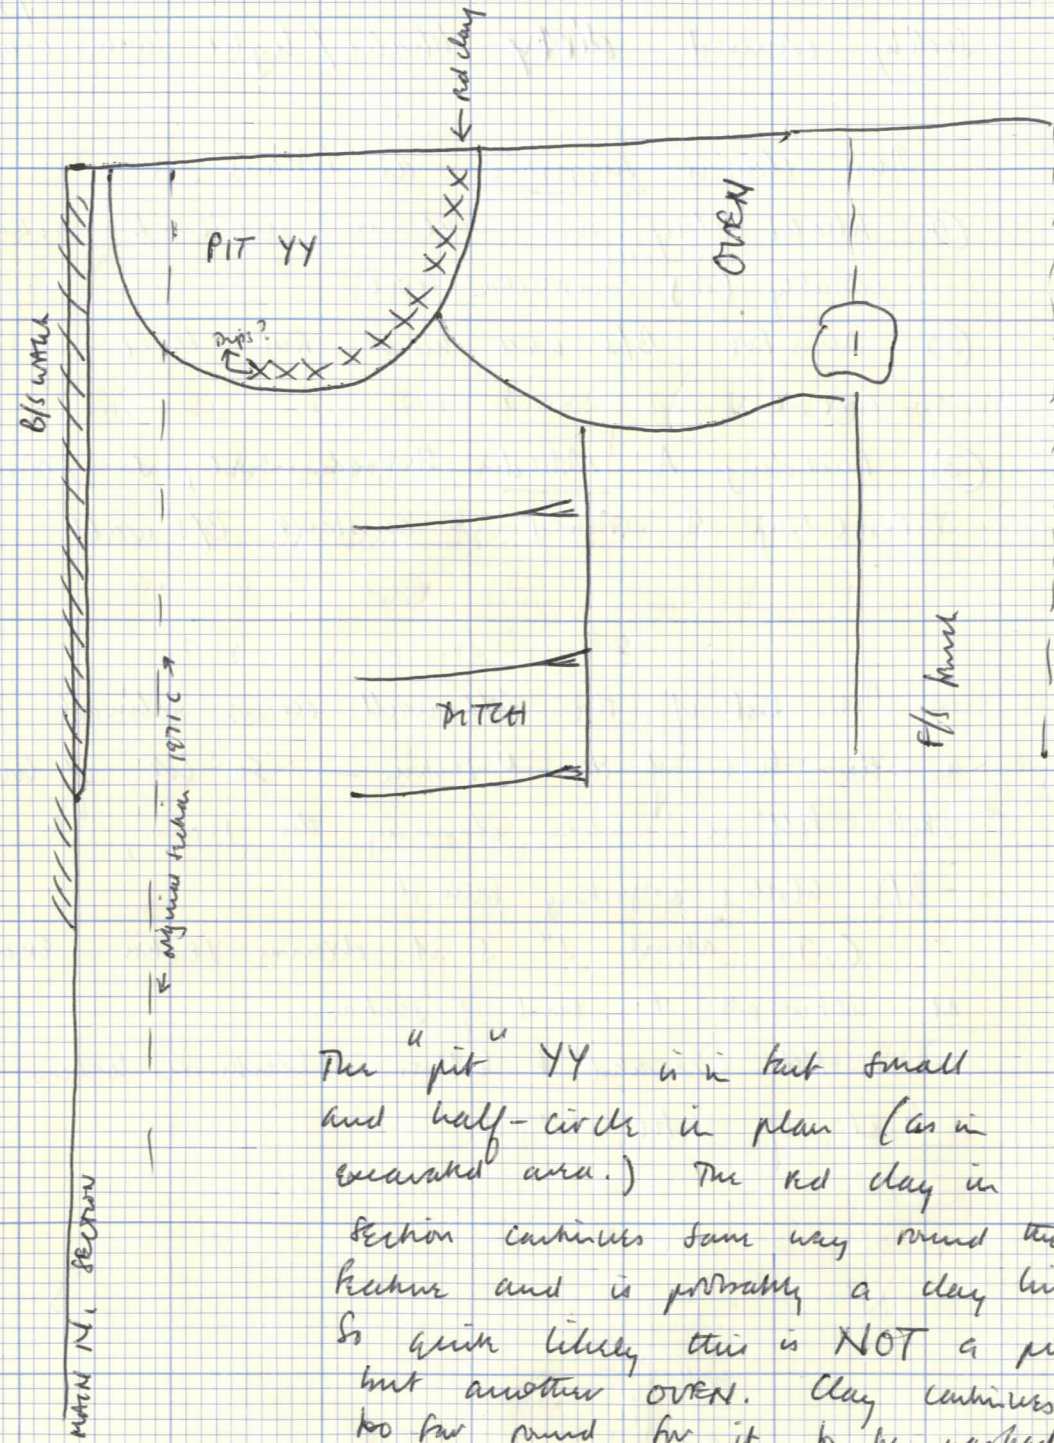 ← red clay
PIT YY
Dips?
OVEN
B/S WALL
DITCH
← original section 1971 C →
F/S trench
MAIN N. SECTION
The "pit" YY is in fact small
and half-circle in plan (as in
excavated area.) The red clay in
section continues some way round the
feature and is probably a clay
So quite likely this is NOT a
but another OVEN. Clay continues
too far round for it to be